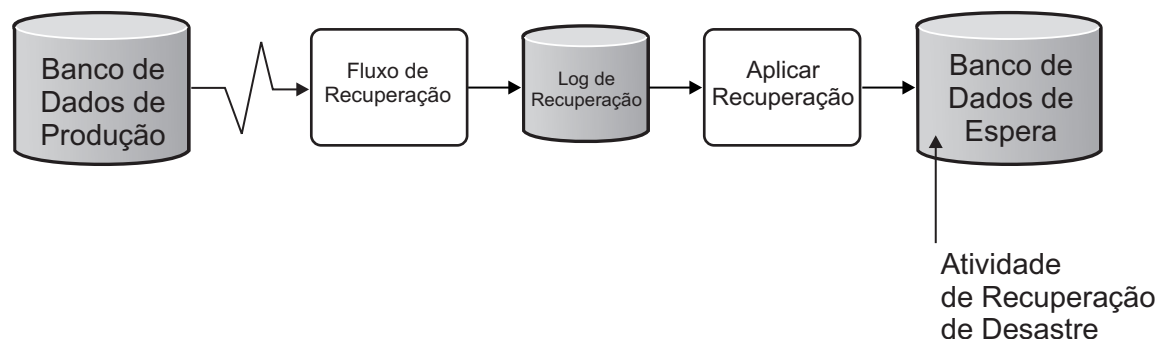 Banco de
Dados de
Produção
Fluxo de
Recuperação
Log de
Recuperação
Aplicar
Recuperação
Banco de
Dados de
Espera
Atividade
de Recuperação
de Desastre